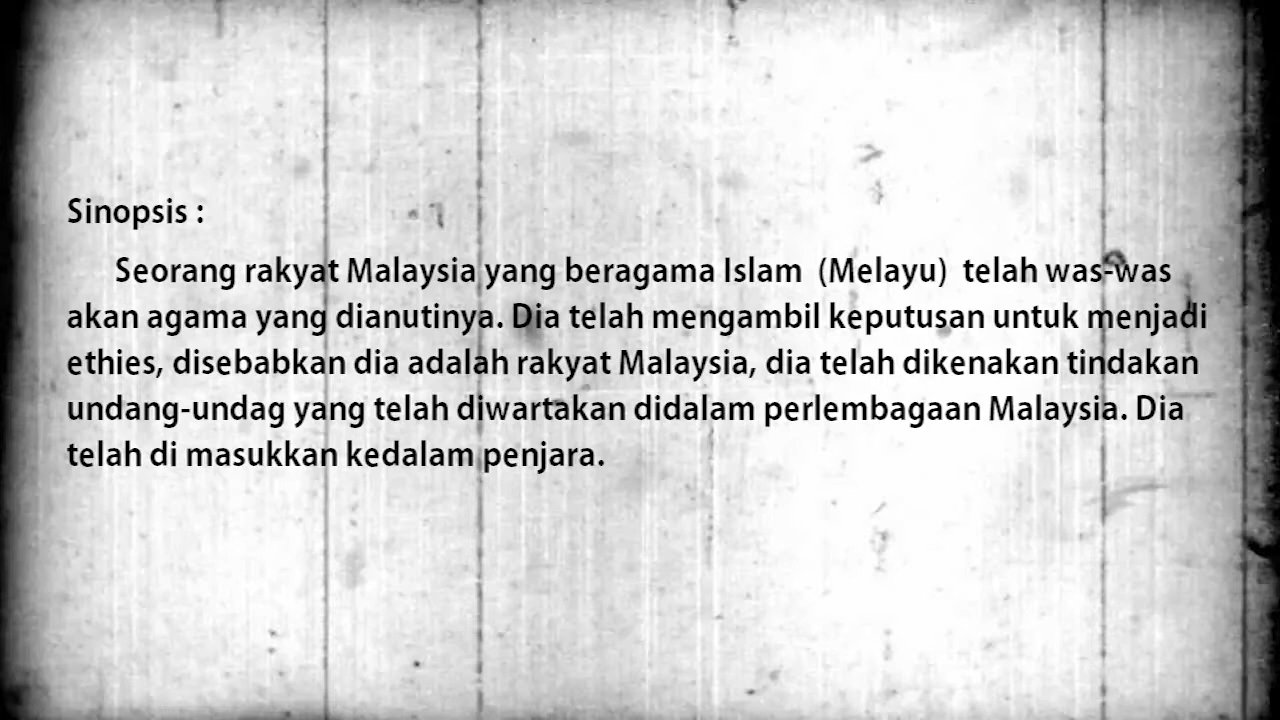 Sinopsis :
Seorang rakyat Malaysia yang beragama Islam (Melayu) telah was-was
akan agama yang dianutinya. Dia telah mengambil keputusan untuk menjadi
ethies, disebabkan dia adalah rakyat Malaysia, dia telah dikenakan tindakan
undang-undag yang telah diwartakan didalam perlembagaan Malaysia. Dia
telah di masukkan kedalam penjara.